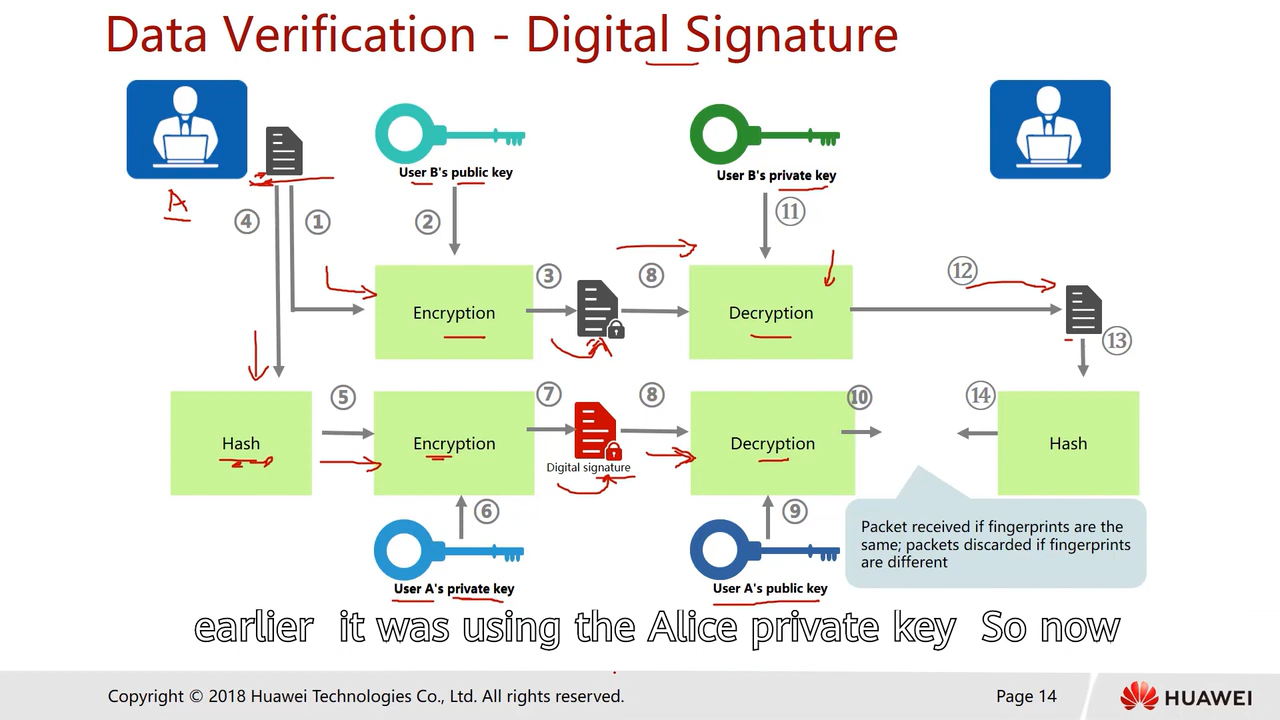 Data Verification - Digital Signature
User B's public key
User B's private key
A
④
①
②
⑪
③
⑧
⑫
Encryption
Decryption
⑬
⑤
⑦
⑧
⑩
⑭
Hash
Encryption
Digital signature
Decryption
Hash
⑥
⑨
Packet received if fingerprints are the
same; packets discarded if fingerprints
are different
User A's private key
User A's public key
earlier it was using the Alice private key So now
Copyright © 2018 Huawei Technologies Co., Ltd. All rights reserved.
Page 14
HUAWEI